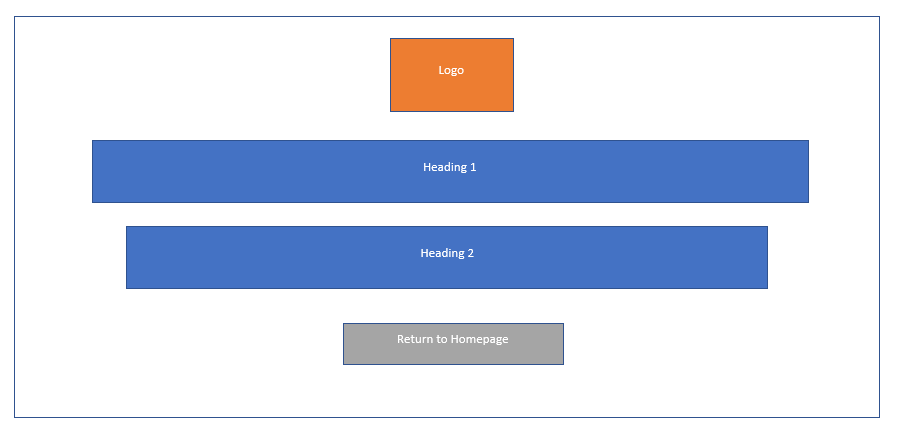 Logo
Heading 1
Heading 2
Return to Homepage